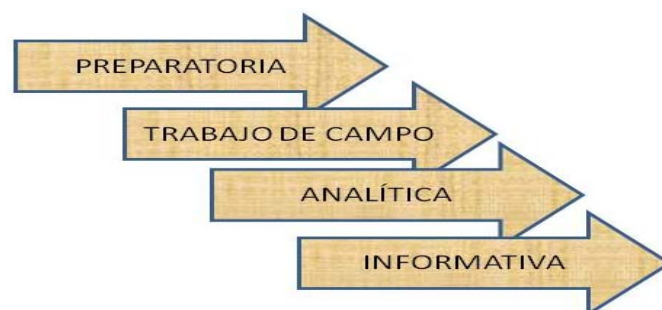 PREPARATORIA
TRABAJO DE CAMPO
ANALÍTICA
INFORMATIVA